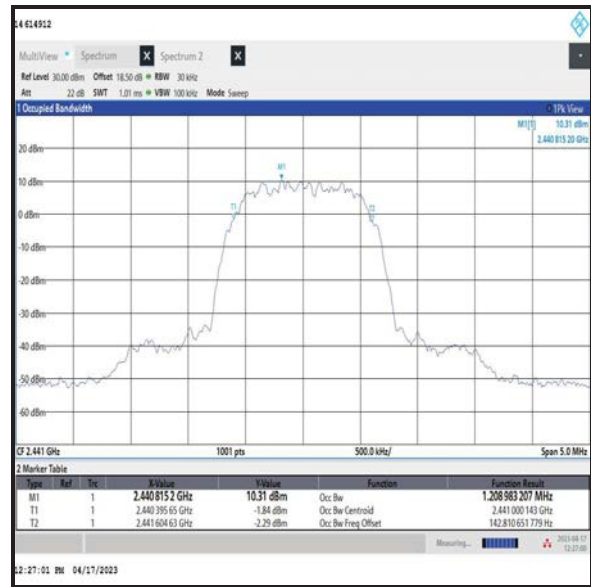 14 614912
MultiView Spectrum X Spectrum 2 X
Ref Level 30.00 dBm Offset 18.50 dB RBW 30 kHz
Att 22 dB SWT 1.01 ms VBW 100 kHz Mode Sweep
1 Occupied Bandwidth 1Pk View
M1[1] 10.31 dBm
2.440 815 20 GHz
20 dBm
M1
10 dBm
T1
0 dBm
-10 dBm
-20 dBm
-30 dBm
-40 dBm
-50 dBm
-60 dBm
CF 2.441 GHz 1001 pts 500.0 kHz/ Span 5.0 MHz
2 Marker Table
Type Ref Trc X-Value Y-Value Function Function Result
M1 1 2.440 815 2 GHz 10.31 dBm Occ Bw 1.208 983 207 MHz
T1 1 2.440 395 65 GHz -1.84 dBm Occ Bw Centroid 2.441 000 143 GHz
T2 1 2.441 604 63 GHz -2.29 dBm Occ Bw Freq Offset 142.810 651 779 Hz
Measuring... 2023-04-17
12:27:00
12:27:01 PM 04/17/2023